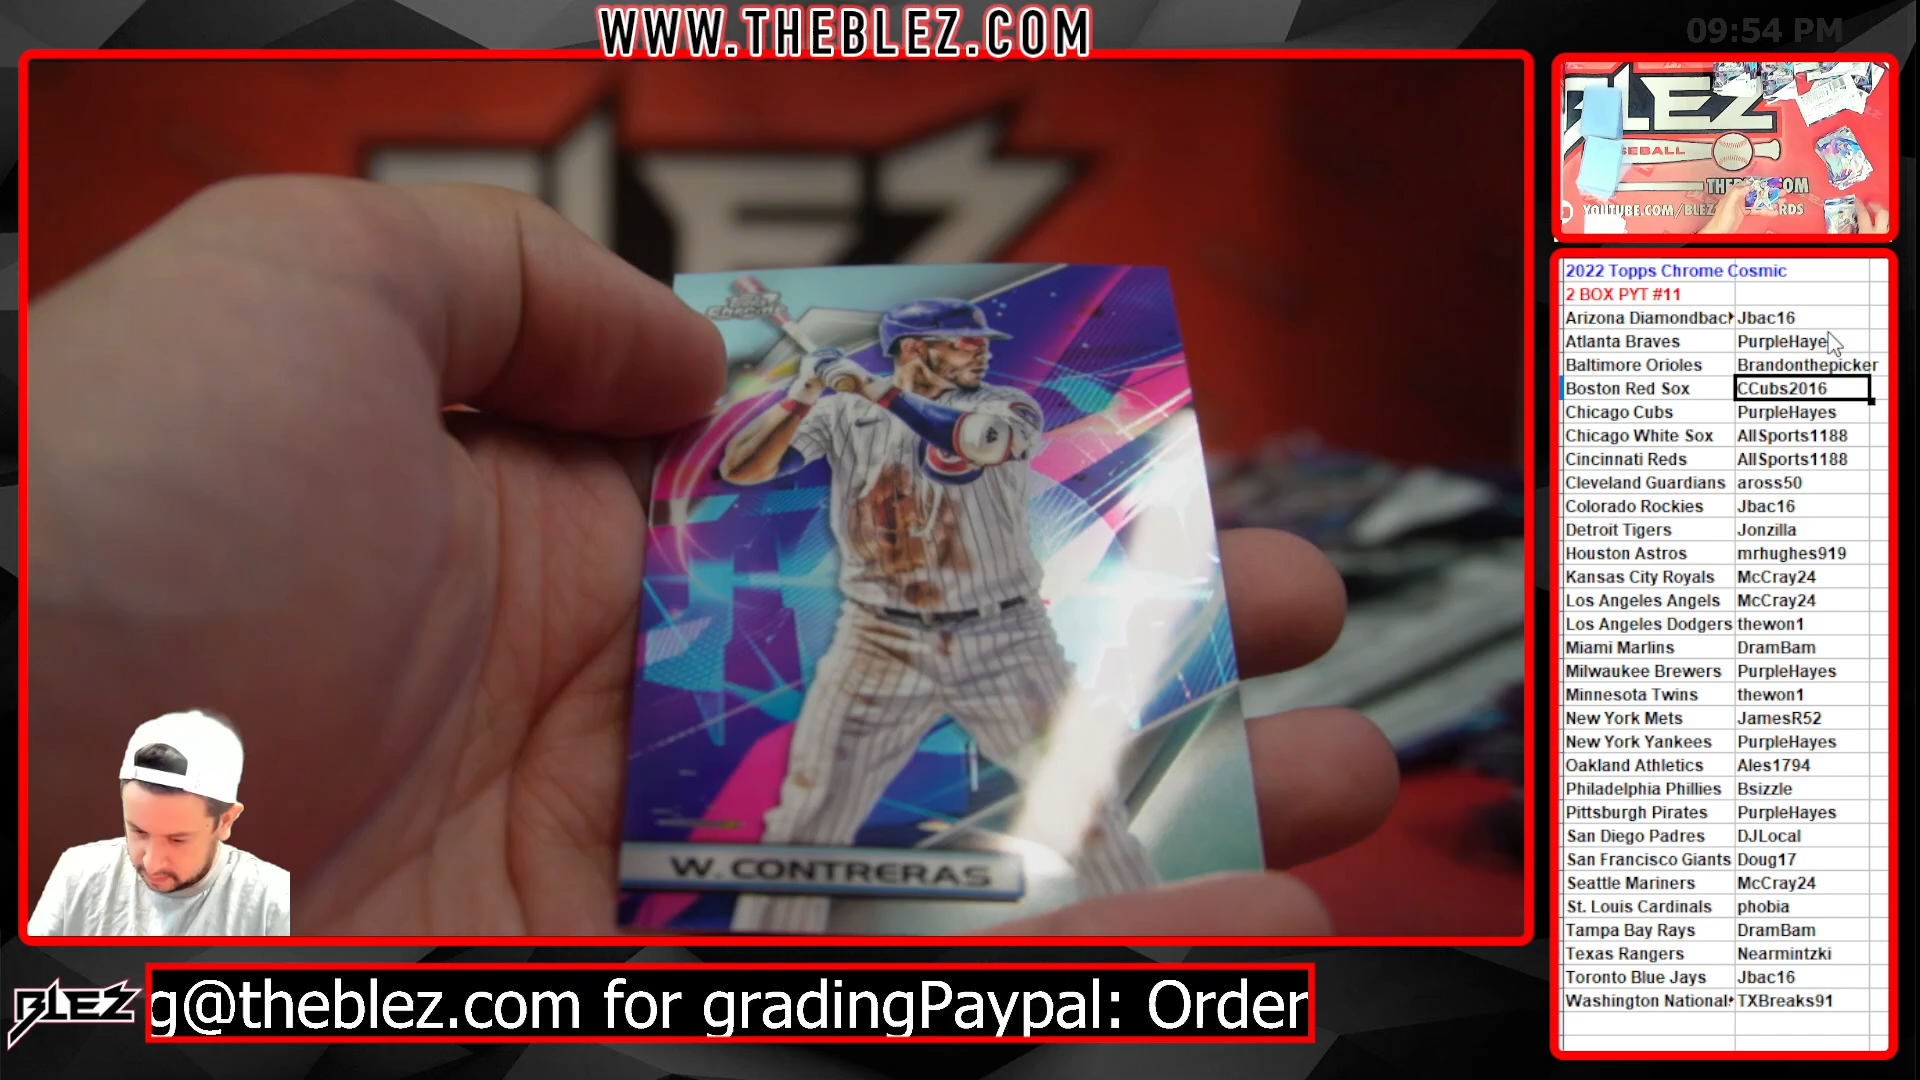 WWW.THEBLEZ.COM
09:54 PM
BLEZ
Topps
Chrome
W. CONTRERAS
BLEZ
BASEBALL
YOUTUBE.COM/BLEZ
2022 Topps Chrome Cosmic
2 BOX PYT #11
Arizona Diamondback Jbac16
Atlanta Braves PurpleHaye
Baltimore Orioles Brandonthepicker
Boston Red Sox CCubs2016
Chicago Cubs PurpleHayes
Chicago White Sox AllSports1188
Cincinnati Reds AllSports1188
Cleveland Guardians aross50
Colorado Rockies Jbac16
Detroit Tigers Jonzilla
Houston Astros mrhughes919
Kansas City Royals McCray24
Los Angeles Angels McCray24
Los Angeles Dodgers thewon1
Miami Marlins DramBam
Milwaukee Brewers PurpleHayes
Minnesota Twins thewon1
New York Mets JamesR52
New York Yankees PurpleHayes
Oakland Athletics Ales1794
Philadelphia Phillies Bsizzle
Pittsburgh Pirates PurpleHayes
San Diego Padres DJLocal
San Francisco Giants Doug17
Seattle Mariners McCray24
St. Louis Cardinals phobia
Tampa Bay Rays DramBam
Texas Rangers Nearmintzki
Toronto Blue Jays Jbac16
Washington National TXBreaks91
BLEZ
g@theblez.com for gradingPaypal: Order